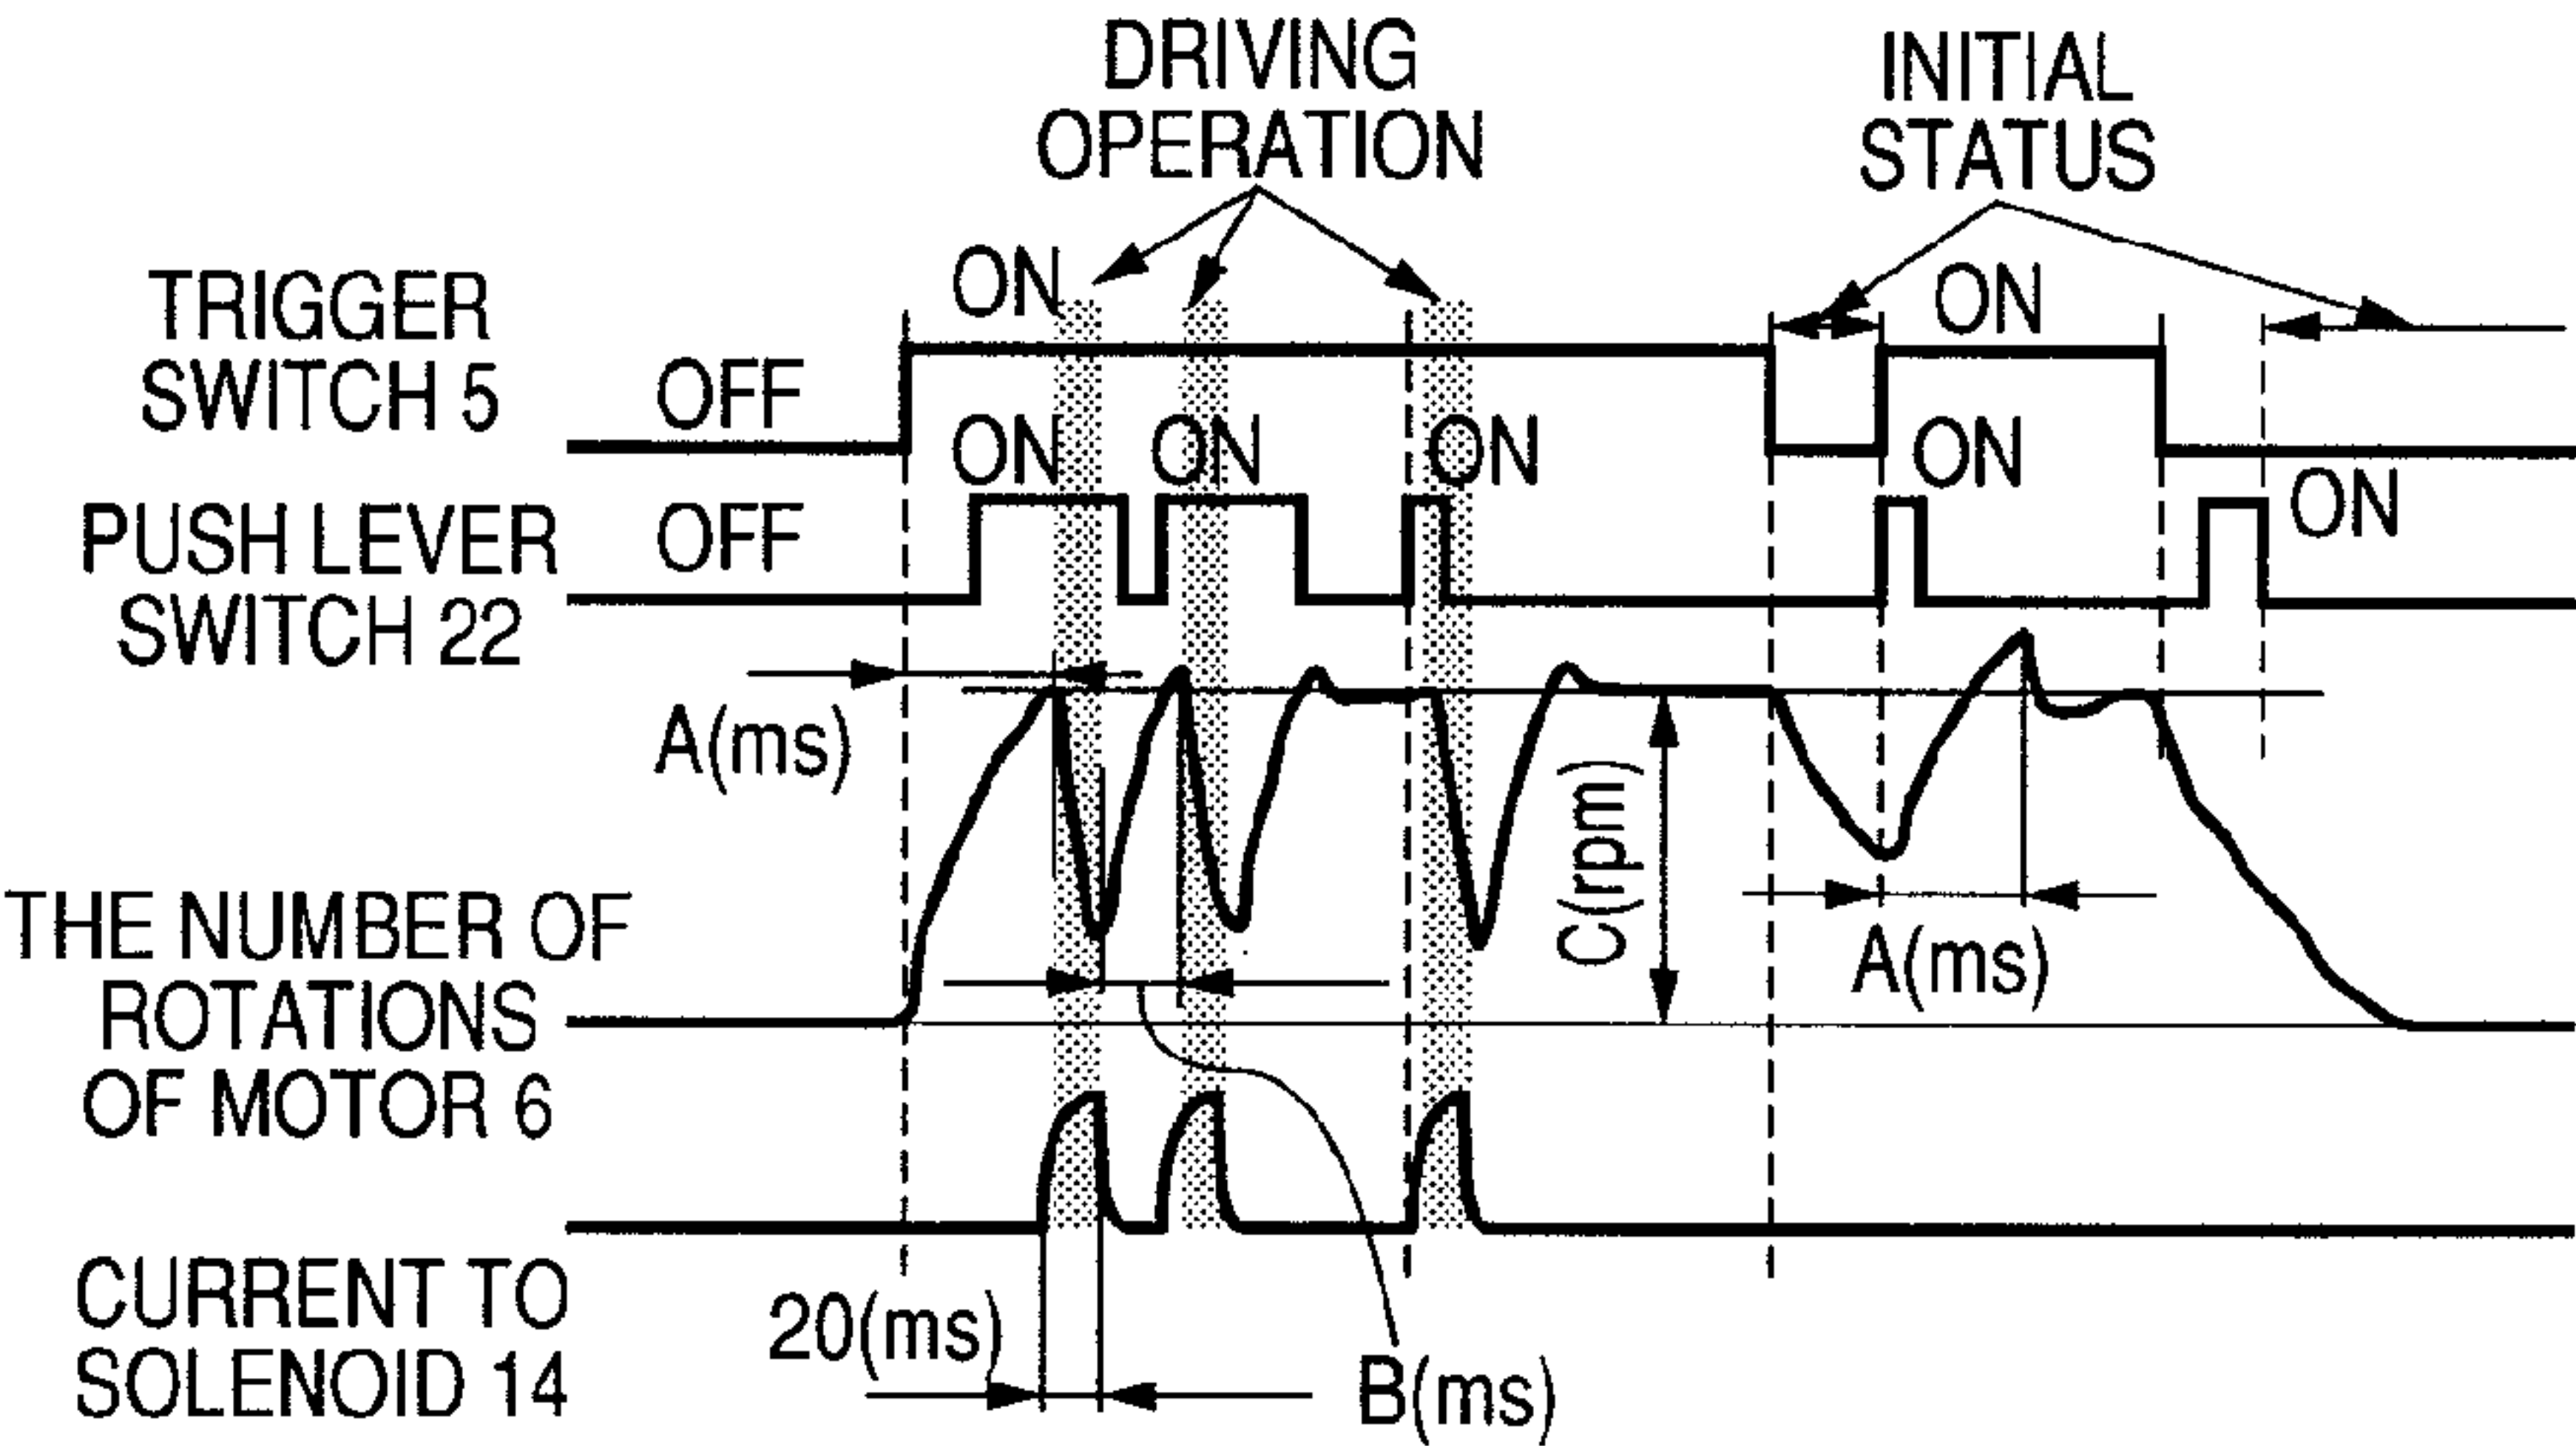 DRIVING
OPERATION
INITIAL
STATUS
TRIGGER
SWITCH 5
OFF
ON
ON
PUSH LEVER
SWITCH 22
OFF
ON
ON
ON
ON
ON
A(ms)
THE NUMBER OF
ROTATIONS
OF MOTOR 6
C(rpm)
A(ms)
CURRENT TO
SOLENOID 14
20(ms)
B(ms)